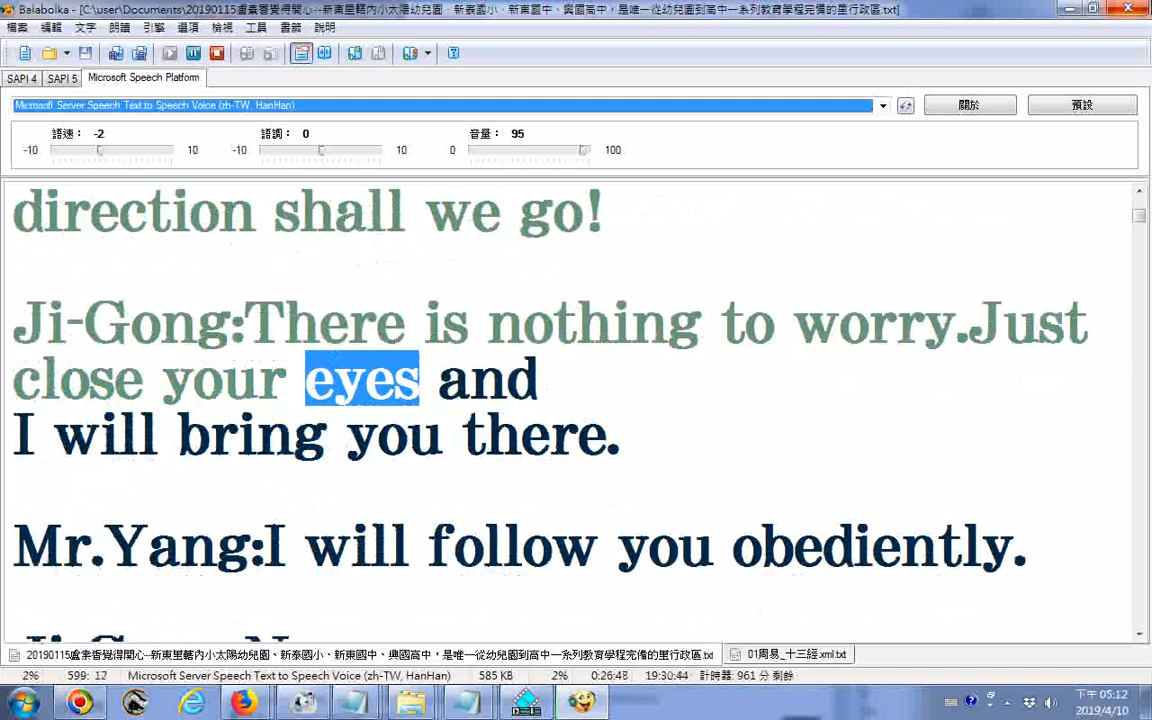 Balabolka - [C:\user\Documents\20190115盧素香覺得開心--新東里轄內小太陽幼兒園、新泰國小、新東國中、興國高中，是唯一從幼兒園到高中一系列教育學程完備的里行政區.txt]
檔案 編輯 文字 朗讀 引擎 選項 檢視 工具 書籤 說明
SAPI 4 SAPI 5 Microsoft Speech Platform
Microsoft Server Speech Text to Speech Voice (zh-TW, HanHan)
關於 預設
語速： -2 語調： 0 音量： 95
-10 10 -10 10 0 100
direction shall we go!
Ji-Gong:There is nothing to worry.Just
close your eyes and
I will bring you there.
Mr.Yang:I will follow you obediently.
20190115盧素香覺得開心--新東里轄內小太陽幼兒園、新泰國小、新東國中、興國高中，是唯一從幼兒園到高中一系列教育學程完備的里行政區.txt 01周易_十三經.xml.txt
2% 599: 12 Microsoft Server Speech Text to Speech Voice (zh-TW, HanHan) 585 KB 2% 0:26:48 19:30:44 計時器: 961 分 剩餘
下午 05:12
2019/4/10